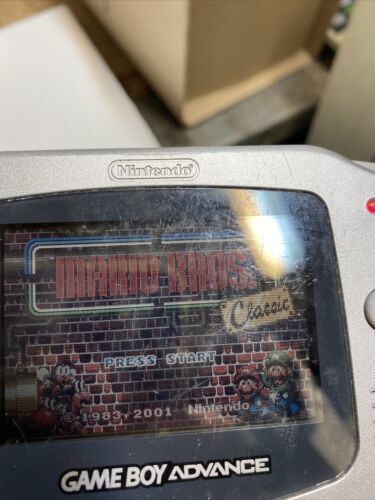 Nintendo
MARIO BROS.
Classic
PRESS START
© 1983, 2001 Nintendo
GAME BOY ADVANCE